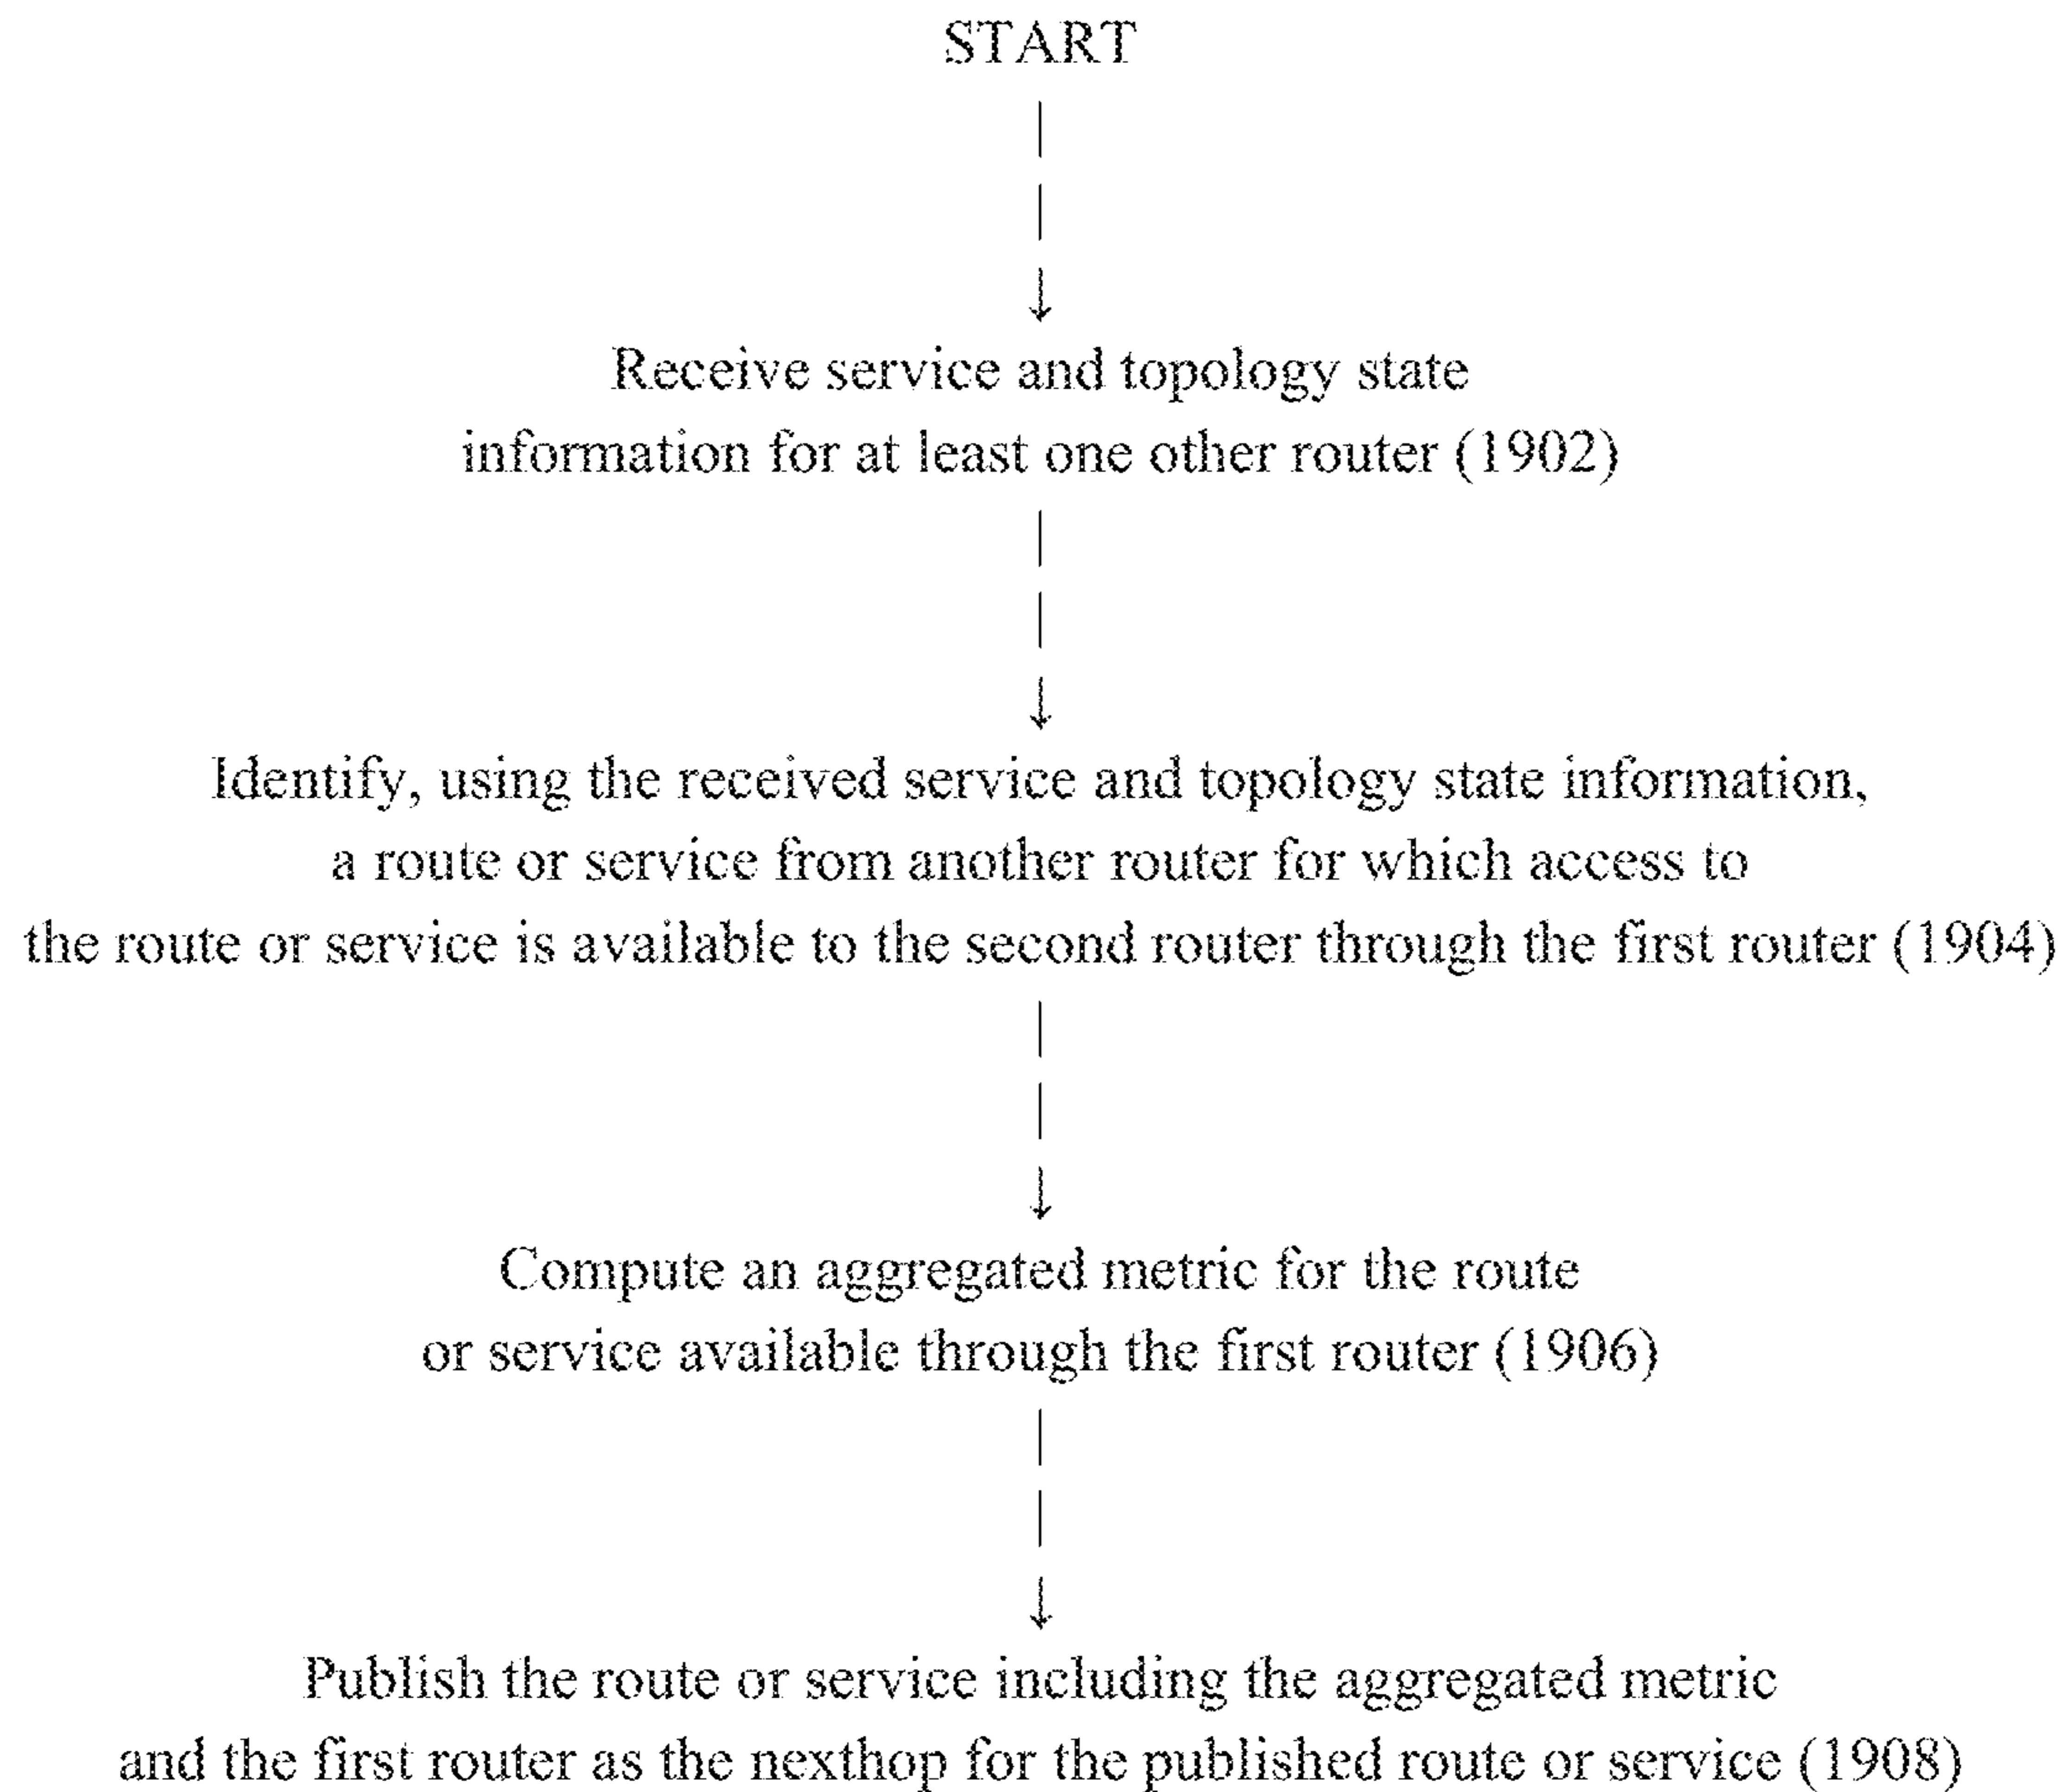 START
Receive service and topology state
information for at least one other router (1902)
Identify, using the received service and topology state information,
a route or service from another router for which access to
the route or service is available to the second router through the first router (1904)
Compute an aggregated metric for the route
or service available through the first router (1906)
Publish the route or service including the aggregated metric
and the first router as the nexthop for the published route or service (1908)